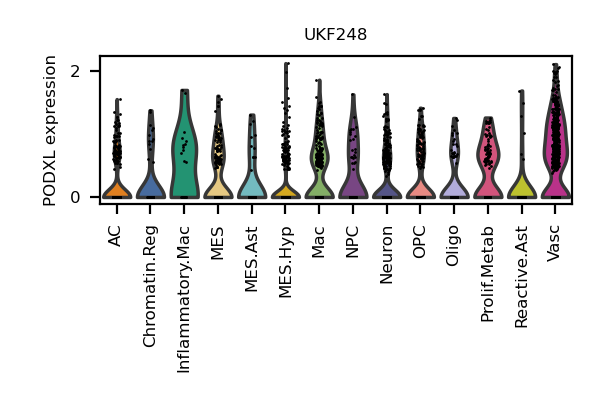 UKF248
PODXL expression
2
0
AC
Chromatin.Reg
Inflammatory.Mac
MES
MES.Ast
MES.Hyp
Mac
NPC
Neuron
OPC
Oligo
Prolif.Metab
Reactive.Ast
Vasc